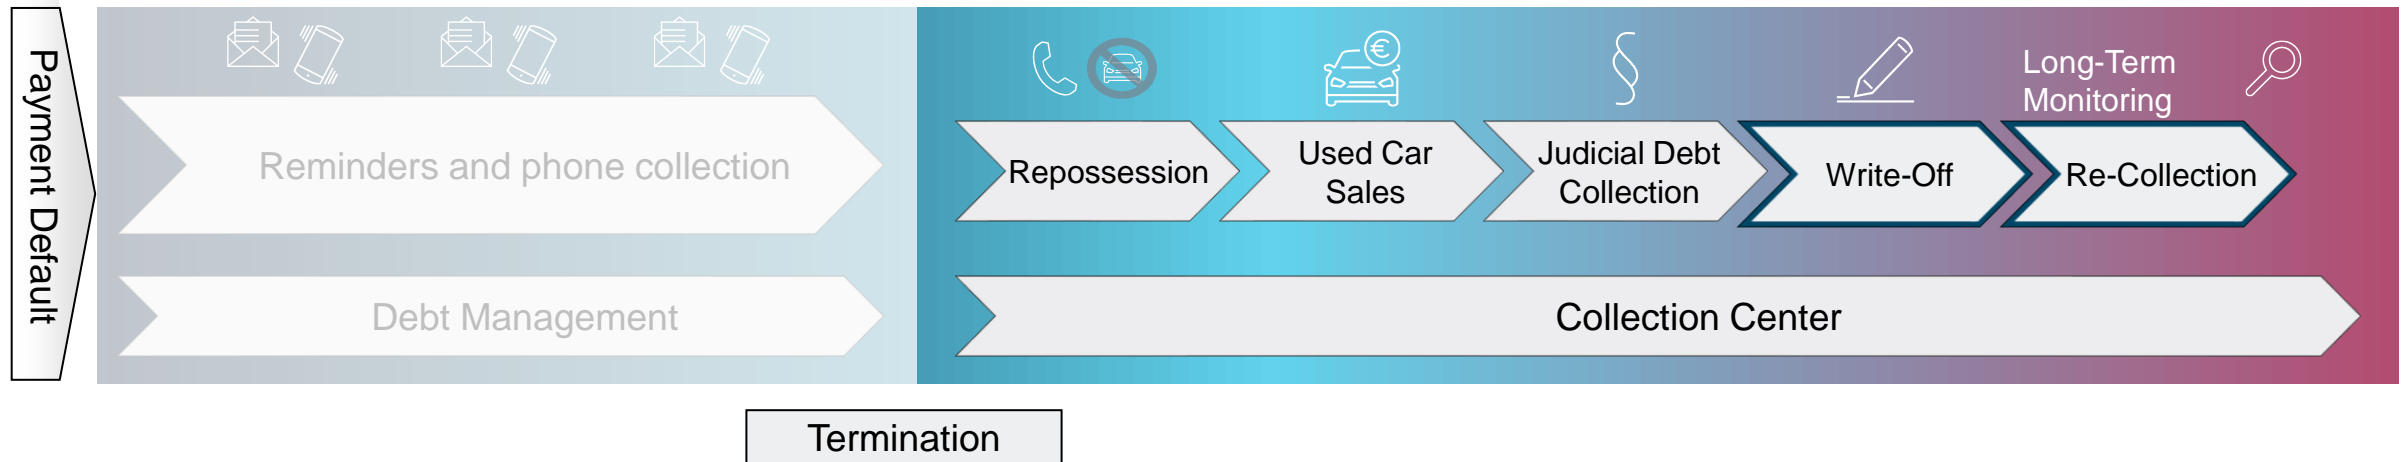 Payment Default
Reminders and phone collection
Debt Management
Repossession
Used Car
Sales
Judicial Debt
Collection
Write-Off
Long-Term
Monitoring
Re-Collection
Collection Center
Termination